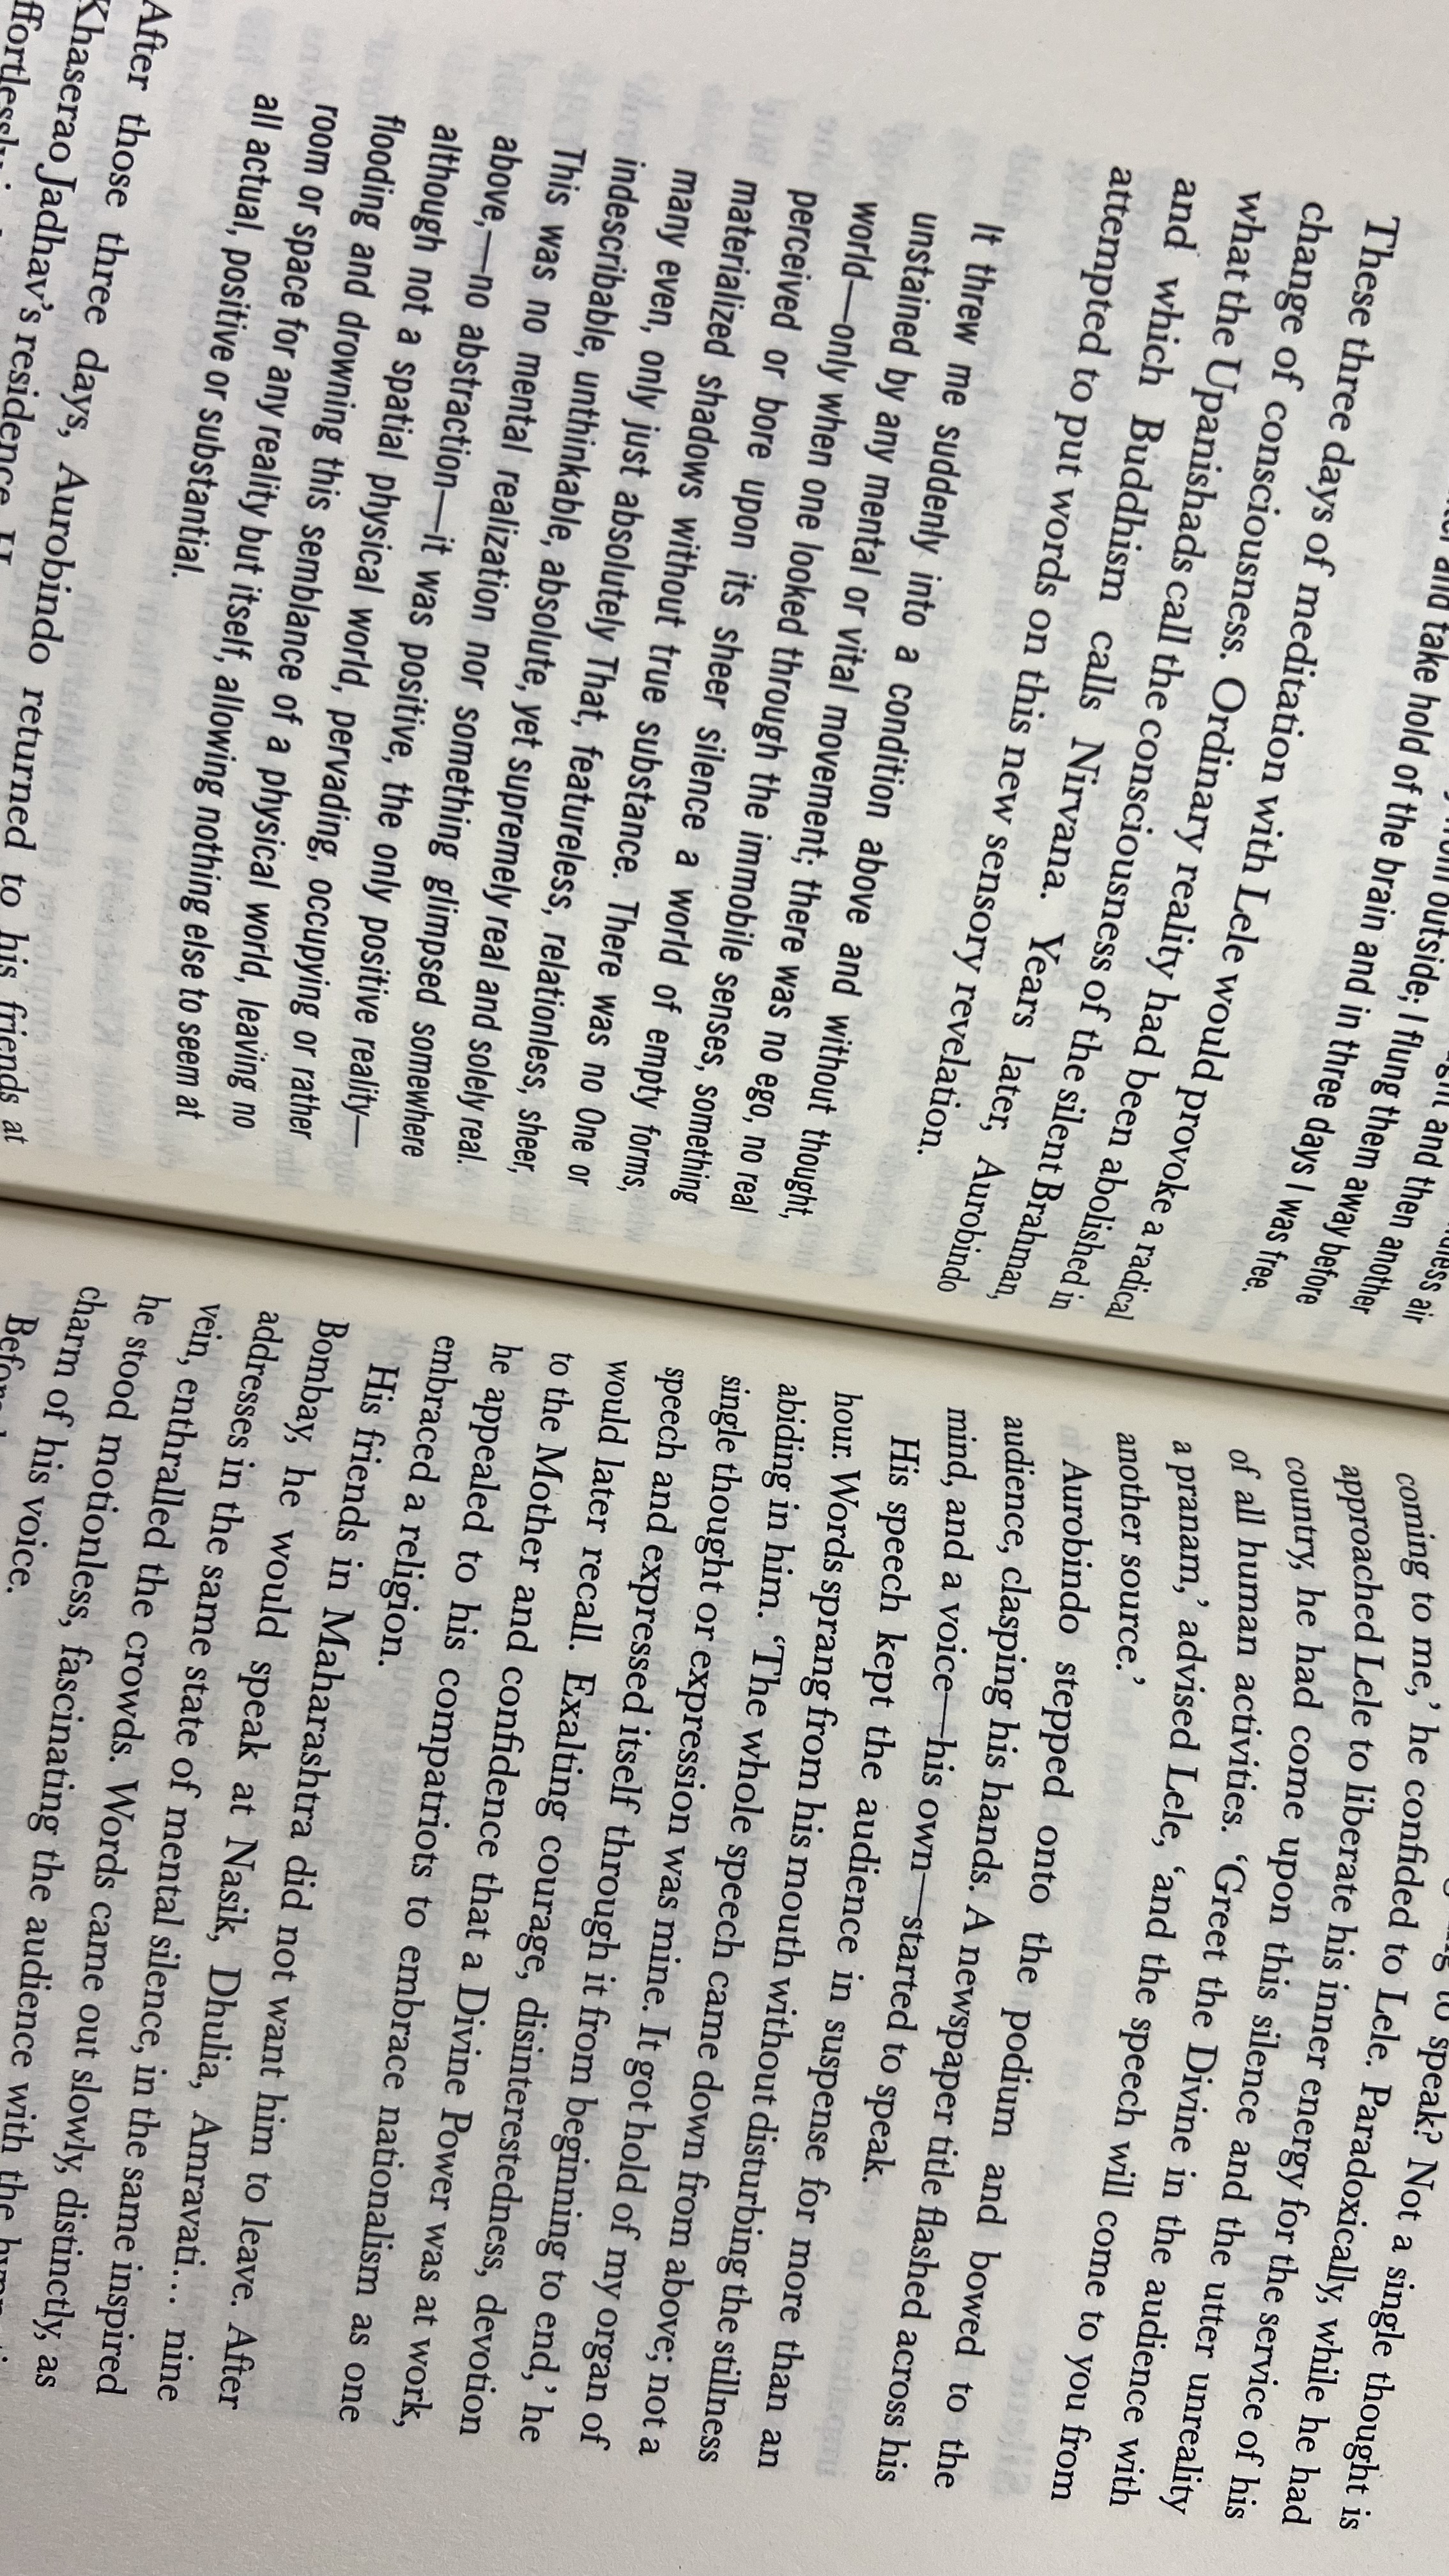 and take hold of the brain and in three days I was free.
outside; I flung them away before
and then another
air
These three days of meditation with Lele would provoke a radical
change of consciousness. Ordinary reality had been abolished in
what the Upanishads call the consciousness of the silent Brahman,
and which Buddhism calls Nirvana. Years later, Aurobindo
attempted to put words on this new sensory revelation.
It threw me suddenly into a condition above and without thought,
unstained by any mental or vital movement; there was no ego, no real
world—only when one looked through the immobile senses, something
perceived or bore upon its sheer silence a world of empty forms,
materialized shadows without true substance. There was no One or
many even, only just absolutely That, featureless, relationless, sheer,
indescribable, unthinkable, absolute, yet supremely real and solely real.
This was no mental realization nor something glimpsed somewhere
above,—no abstraction—it was positive, the only positive reality—
although not a spatial physical world, pervading, occupying or rather
flooding and drowning this semblance of a physical world, leaving no
room or space for any reality but itself, allowing nothing else to seem at
all actual, positive or substantial.
After those three days, Aurobindo returned to his friends at
Khaserao Jadhav's residence.
to speak? Not a single thought is
coming to me,' he confided to Lele. Paradoxically, while he had
approached Lele to liberate his inner energy for the service of his
country, he had come upon this silence and the utter unreality
of all human activities. 'Greet the Divine in the audience with
a pranam,' advised Lele, 'and the speech will come to you from
another source.'
Aurobindo stepped onto the podium and bowed to the
audience, clasping his hands. A newspaper title flashed across his
mind, and a voice—his own—started to speak.
His speech kept the audience in suspense for more than an
hour. Words sprang from his mouth without disturbing the stillness
abiding in him. 'The whole speech came down from above; not a
single thought or expression was mine. It got hold of my organ of
speech and expressed itself through it from beginning to end,' he
would later recall. Exalting courage, disinterestedness, devotion
to the Mother and confidence that a Divine Power was at work,
he appealed to his compatriots to embrace nationalism as one
embraced a religion.
His friends in Maharashtra did not want him to leave. After
Bombay, he would speak at Nasik, Dhulia, Amravati... nine
addresses in the same state of mental silence, in the same inspired
vein, enthralled the crowds. Words came out slowly, distinctly, as
he stood motionless, fascinating the audience with the
charm of his voice.